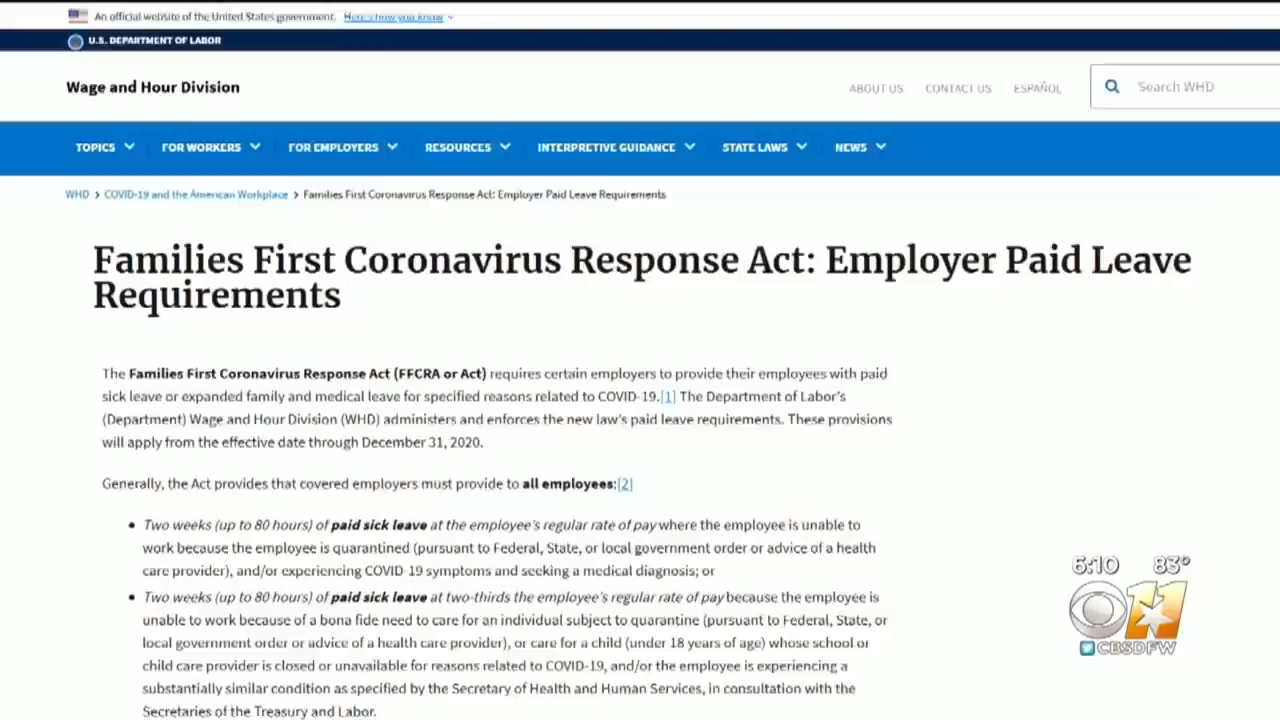 An official website of the United States government. Here's how you know
U.S. DEPARTMENT OF LABOR
Wage and Hour Division
ABOUT US CONTACT US ESPAÑOL Search WHD
TOPICS FOR WORKERS FOR EMPLOYERS RESOURCES INTERPRETIVE GUIDANCE STATE LAWS NEWS
WHD > COVID-19 and the American Workplace > Families First Coronavirus Response Act: Employer Paid Leave Requirements
Families First Coronavirus Response Act: Employer Paid Leave
Requirements
The Families First Coronavirus Response Act (FFCRA or Act) requires certain employers to provide their employees with paid
sick leave or expanded family and medical leave for specified reasons related to COVID-19.[1] The Department of Labor's
(Department) Wage and Hour Division (WHD) administers and enforces the new law's paid leave requirements. These provisions
will apply from the effective date through December 31, 2020.
Generally, the Act provides that covered employers must provide to all employees:[2]
• Two weeks (up to 80 hours) of paid sick leave at the employee's regular rate of pay where the employee is unable to
work because the employee is quarantined (pursuant to Federal, State, or local government order or advice of a health
care provider), and/or experiencing COVID-19 symptoms and seeking a medical diagnosis; or
• Two weeks (up to 80 hours) of paid sick leave at two-thirds the employee's regular rate of pay because the employee is
unable to work because of a bona fide need to care for an individual subject to quarantine (pursuant to Federal, State, or
local government order or advice of a health care provider), or care for a child (under 18 years of age) whose school or
child care provider is closed or unavailable for reasons related to COVID-19, and/or the employee is experiencing a
substantially similar condition as specified by the Secretary of Health and Human Services, in consultation with the
Secretaries of the Treasury and Labor.
6:10 83°
11
CBSDFW